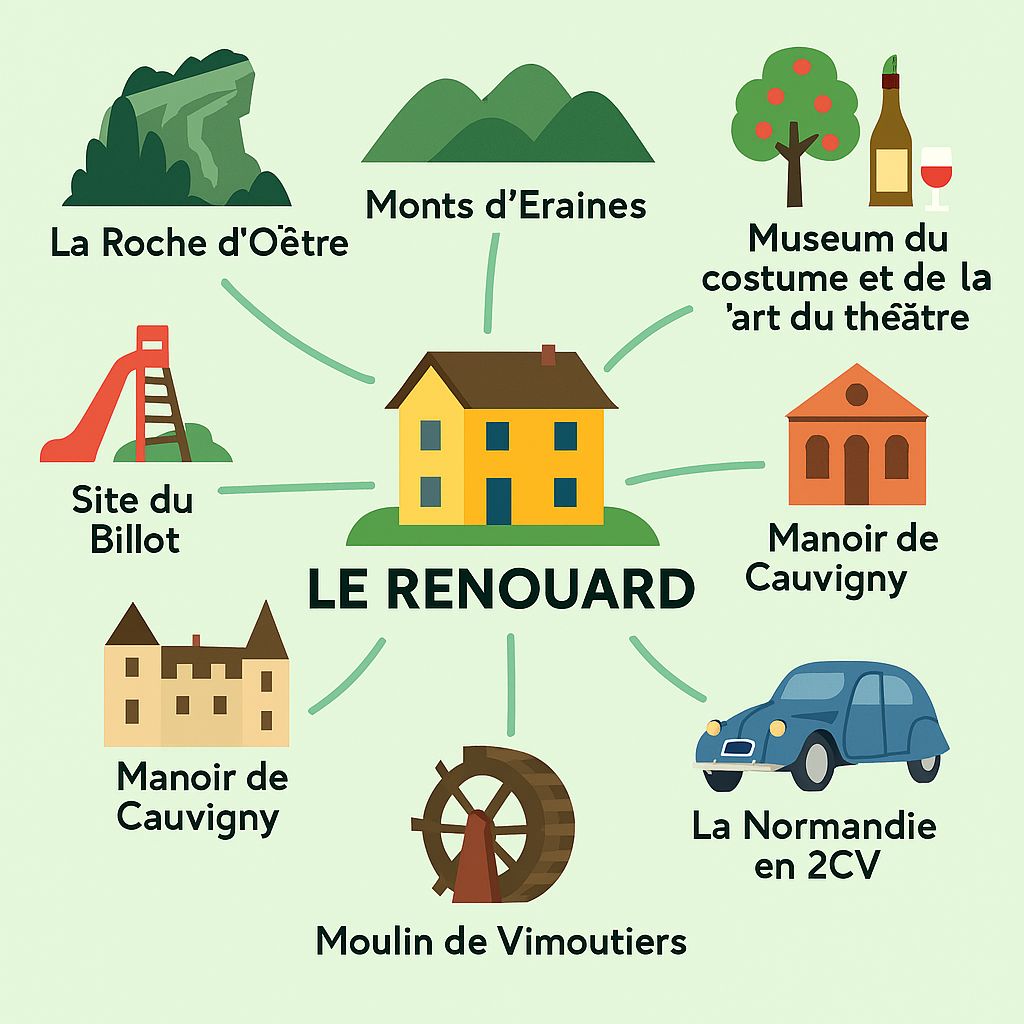 La Roche d'Oëtre
Monts d'Eraines
Museum du
costume et de la
'art du théâtre
Site du
Billot
Manoir de
Cauvigny
LE RENOUARD
Manoir de
Cauvigny
La Normandie
en 2CV
Moulin de Vimoutiers